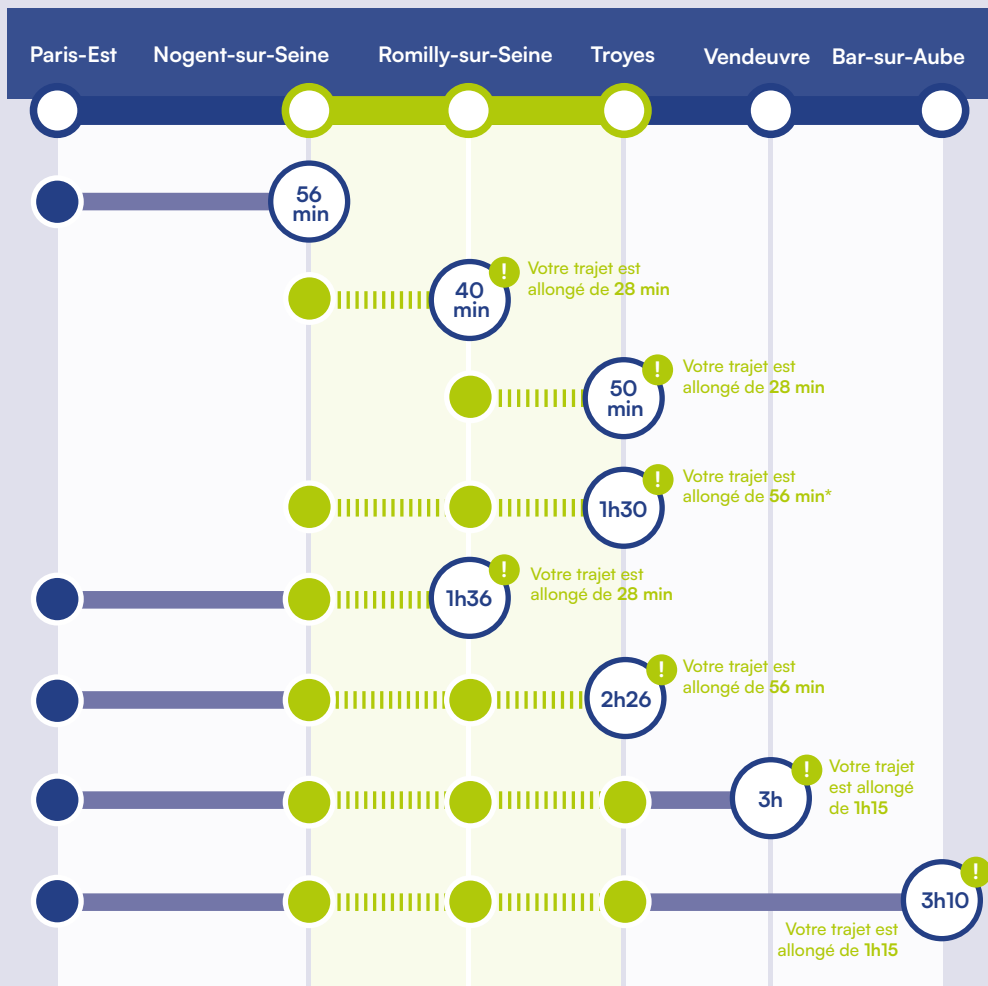 Paris-Est Nogent-sur-Seine Romilly-sur-Seine Troyes Vendeuvre Bar-sur-Aube
56
min
40
min
!
Votre trajet est
allongé de 28 min
50
min
!
Votre trajet est
allongé de 28 min
1h30
!
Votre trajet est
allongé de 56 min*
1h36
!
Votre trajet est
allongé de 28 min
2h26
!
Votre trajet est
allongé de 56 min
3h
!
Votre trajet
est allongé
de 1h15
3h10
!
Votre trajet est
allongé de 1h15